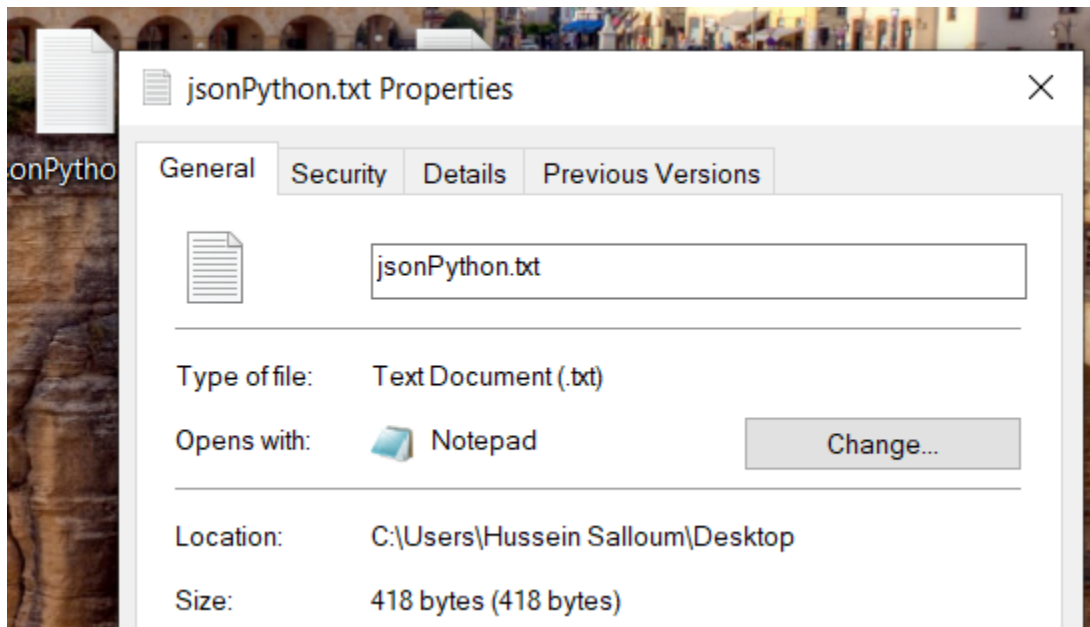 jsonPython.txt Properties
onPytho
General Security Details Previous Versions
jsonPython.txt
Type of file: Text Document (.txt)
Opens with: Notepad Change...
Location: C:\Users\Hussein Salloum\Desktop
Size: 418 bytes (418 bytes)